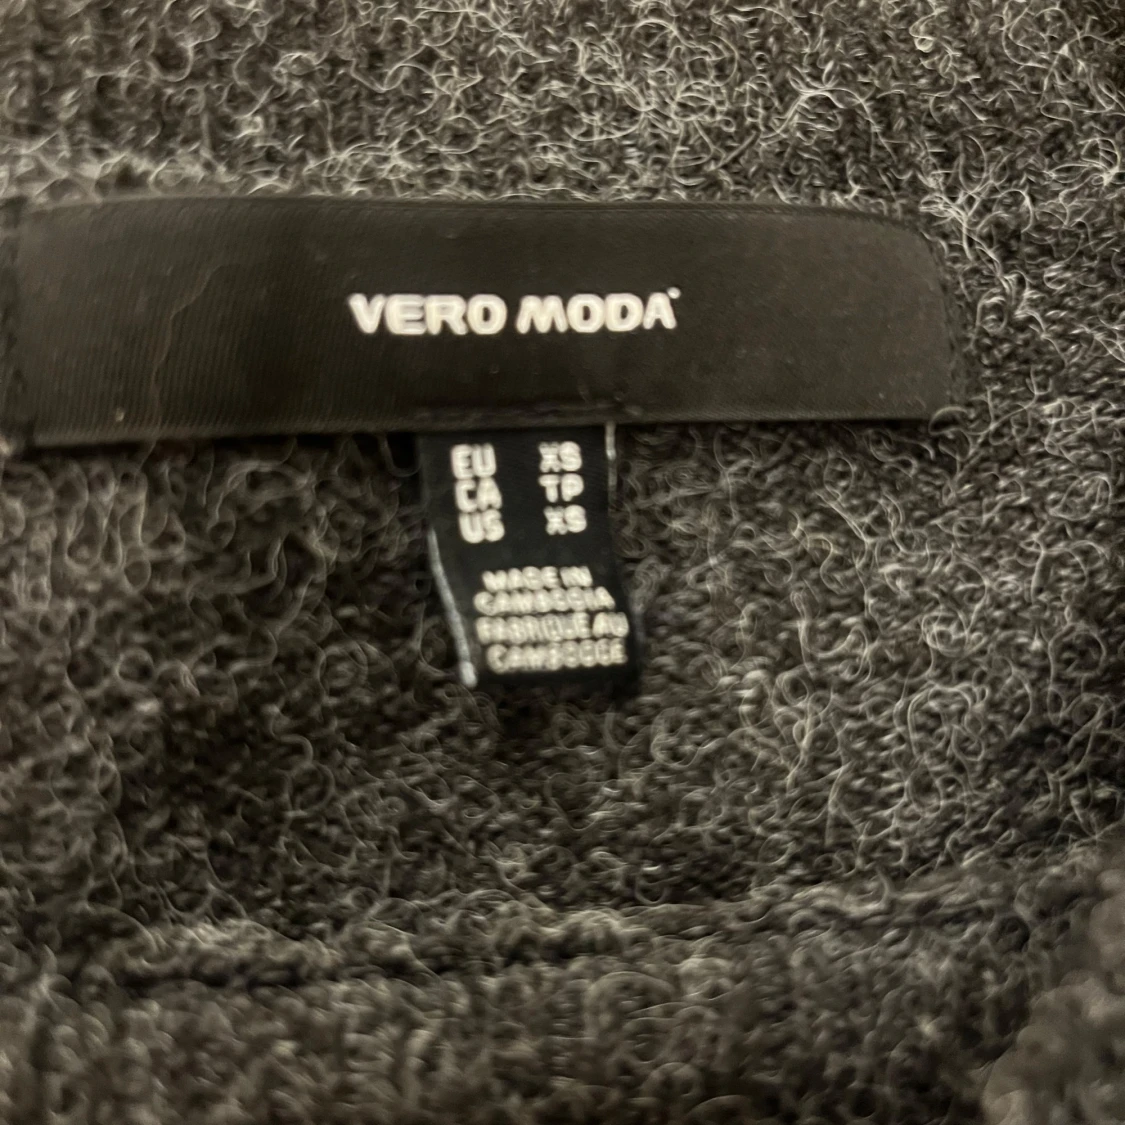 VERO MODA
EU XS
CA TP
US XS
MADE IN
CAMBODIA
FABRIQUE AU
CAMBODGE